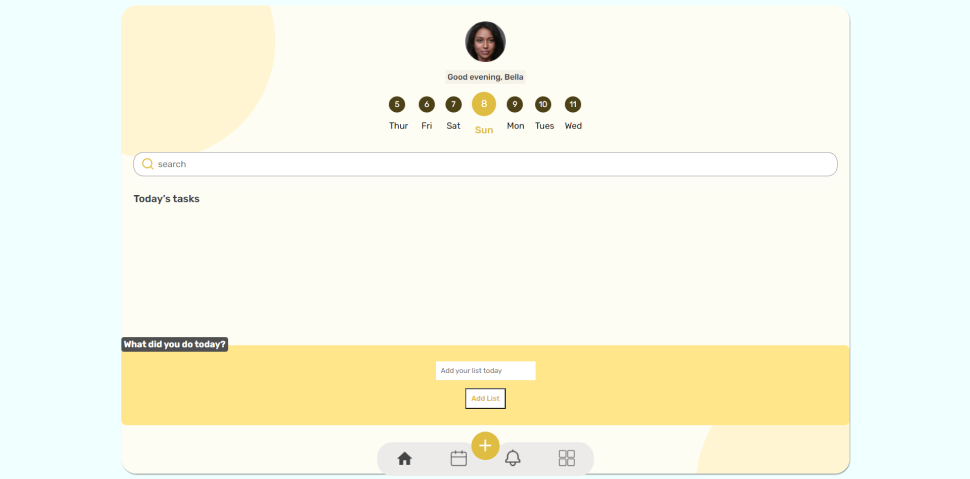 Good evening, Bella
5 6 7 8 9 10 11
Thur Fri Sat Sun Mon Tues Wed
search
Today's tasks
What did you do today?
Add your list today
Add List